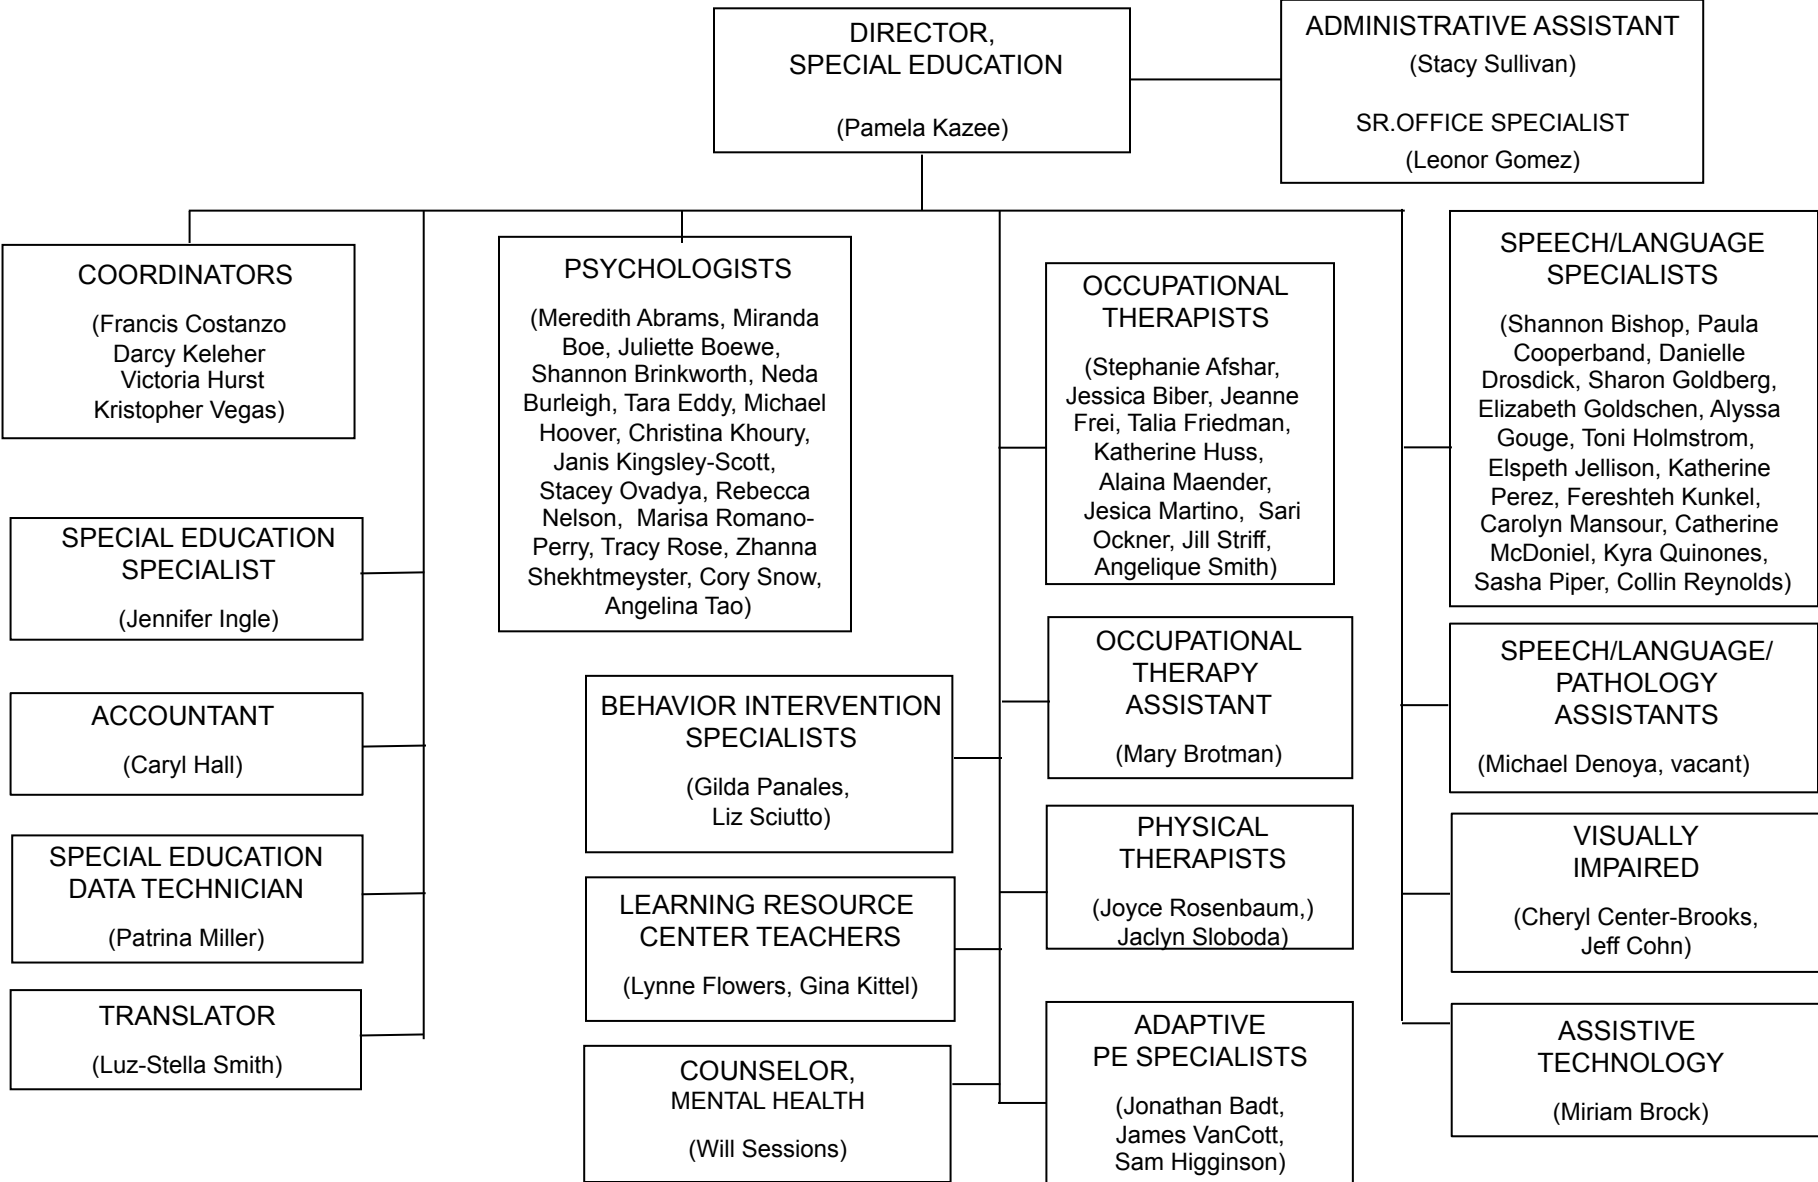 DIRECTOR,
SPECIAL EDUCATION
(Pamela Kazee)
ADMINISTRATIVE ASSISTANT
(Stacy Sullivan)
SR.OFFICE SPECIALIST
(Leonor Gomez)
COORDINATORS
(Francis Costanzo
Darcy Keleher
Victoria Hurst
Kristopher Vegas)
SPECIAL EDUCATION
SPECIALIST
(Jennifer Ingle)
ACCOUNTANT
(Caryl Hall)
SPECIAL EDUCATION
DATA TECHNICIAN
(Patrina Miller)
TRANSLATOR
(Luz-Stella Smith)
PSYCHOLOGISTS
(Meredith Abrams, Miranda
Boe, Juliette Boewe,
Shannon Brinkworth, Neda
Burleigh, Tara Eddy, Michael
Hoover, Christina Khoury,
Janis Kingsley-Scott,
Stacey Ovadya, Rebecca
Nelson, Marisa Romano-
Perry, Tracy Rose, Zhanna
Shekhtmeyster, Cory Snow,
Angelina Tao)
BEHAVIOR INTERVENTION
SPECIALISTS
(Gilda Panales,
Liz Sciutto)
LEARNING RESOURCE
CENTER TEACHERS
(Lynne Flowers, Gina Kittel)
COUNSELOR,
MENTAL HEALTH
(Will Sessions)
OCCUPATIONAL
THERAPISTS
(Stephanie Afshar,
Jessica Biber, Jeanne
Frei, Talia Friedman,
Katherine Huss,
Alaina Maender,
Jesica Martino, Sari
Ockner, Jill Striff,
Angelique Smith)
OCCUPATIONAL
THERAPY
ASSISTANT
(Mary Brotman)
PHYSICAL
THERAPISTS
(Joyce Rosenbaum,)
Jaclyn Sloboda)
ADAPTIVE
PE SPECIALISTS
(Jonathan Badt,
James VanCott,
Sam Higginson)
SPEECH/LANGUAGE
SPECIALISTS
(Shannon Bishop, Paula
Cooperband, Danielle
Drosdick, Sharon Goldberg,
Elizabeth Goldschen, Alyssa
Gouge, Toni Holmstrom,
Elspeth Jellison, Katherine
Perez, Fereshteh Kunkel,
Carolyn Mansour, Catherine
McDoniel, Kyra Quinones,
Sasha Piper, Collin Reynolds)
SPEECH/LANGUAGE/
PATHOLOGY
ASSISTANTS
(Michael Denoya, vacant)
VISUALLY
IMPAIRED
(Cheryl Center-Brooks,
Jeff Cohn)
ASSISTIVE
TECHNOLOGY
(Miriam Brock)